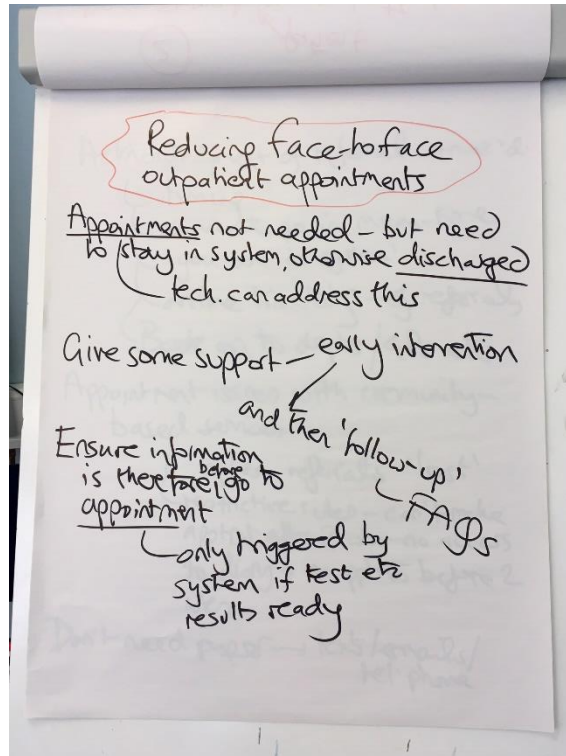 Reducing face-to-face
outpatient appointments
Appointments not needed - but need
to stay in system, otherwise discharged
tech. can address this
Give some support - early intervention
and then 'follow-up'
FAQs
Ensure information
is there before I go to
appointment
only triggered by
system if test etc
results ready